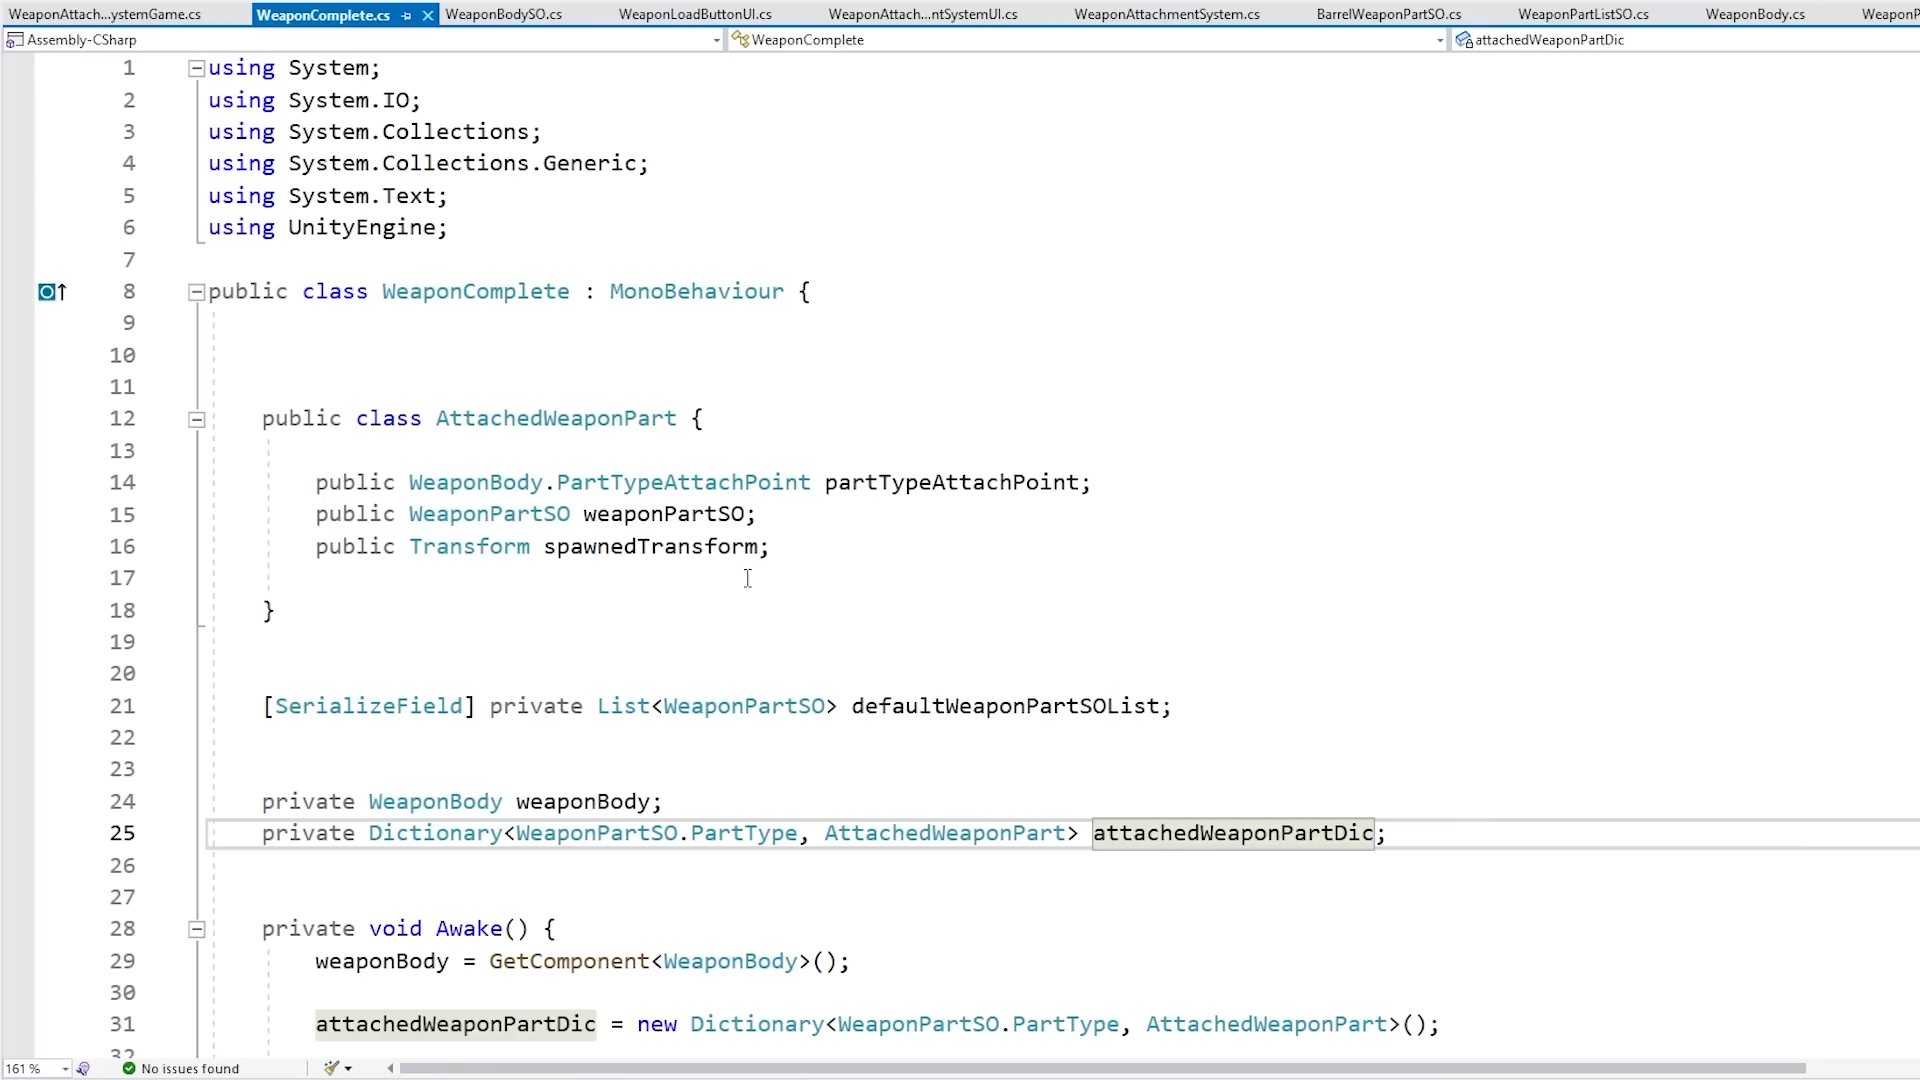 WeaponAttach...ystemGame.cs WeaponComplete.cs WeaponBodySO.cs WeaponLoadButtonUI.cs WeaponAttach...ntSystemUI.cs WeaponAttachmentSystem.cs BarrelWeaponPartSO.cs WeaponPartListSO.cs WeaponBody.cs WeaponP
Assembly-CSharp WeaponComplete attachedWeaponPartDic
1 using System;
2 using System.IO;
3 using System.Collections;
4 using System.Collections.Generic;
5 using System.Text;
6 using UnityEngine;
7
8 public class WeaponComplete : MonoBehaviour {
9
10
11
12 public class AttachedWeaponPart {
13
14 public WeaponBody.PartTypeAttachPoint partTypeAttachPoint;
15 public WeaponPartSO weaponPartSO;
16 public Transform spawnedTransform;
17
18 }
19
20
21 [SerializeField] private List<WeaponPartSO> defaultWeaponPartSOList;
22
23
24 private WeaponBody weaponBody;
25 private Dictionary<WeaponPartSO.PartType, AttachedWeaponPart> attachedWeaponPartDic;
26
27
28 private void Awake() {
29 weaponBody = GetComponent<WeaponBody>();
30
31 attachedWeaponPartDic = new Dictionary<WeaponPartSO.PartType, AttachedWeaponPart>();
32
161 % No issues found